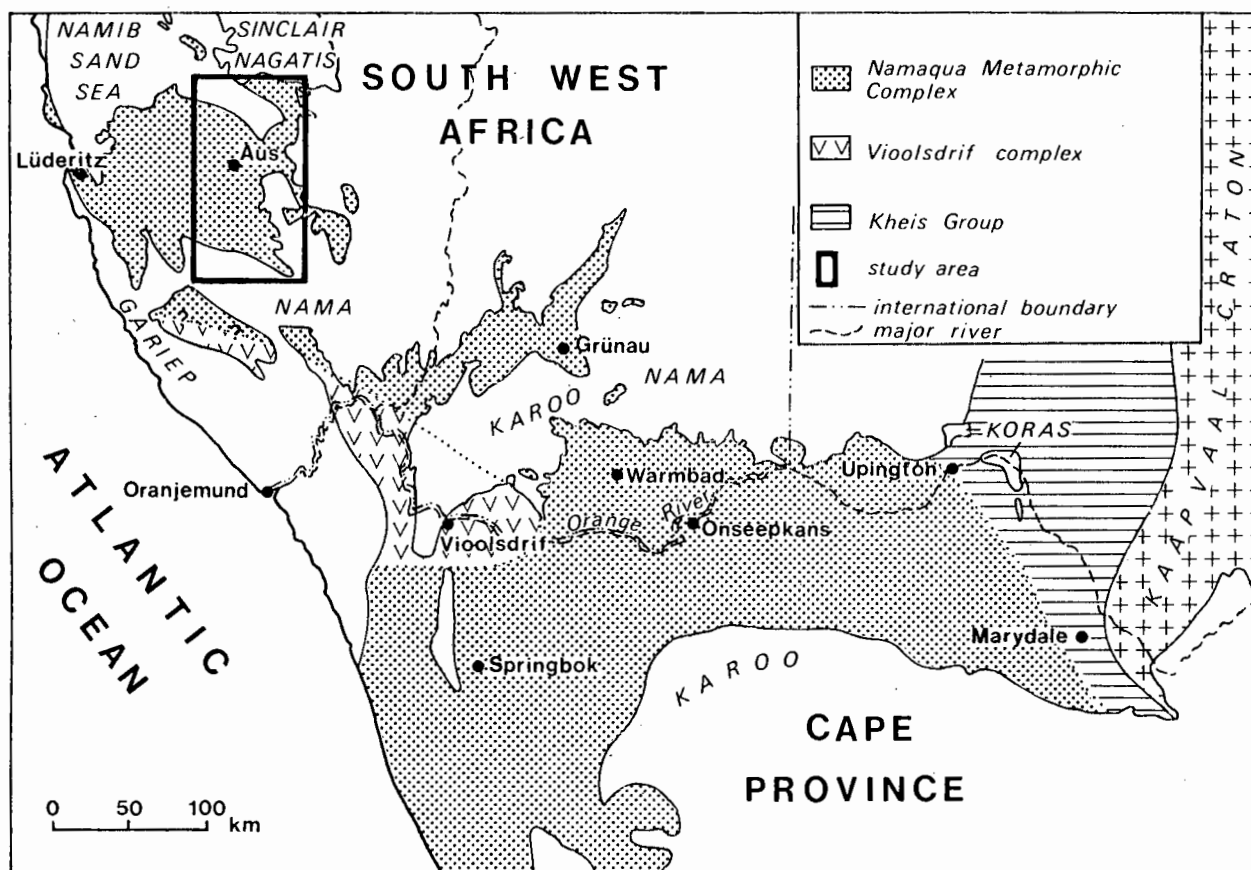 NAMIB
SAND
SEA
SINCLAIR
NAGATIS
SOUTH WEST
AFRICA
Lüderitz
Aus
Namaqua Metamorphic
Complex
Vioolsdrif complex
Kheis Group
study area
international boundary
major river
GARIEP
NAMA
Grünau
NAMA
KAROO
KORAS
Upington
Warmbad
Oranjemund
Vioolsdrif
Orange River
Onseepkans
KAAPVAAL CRATON
Marydale
Springbok
KAROO
ATLANTIC
OCEAN
CAPE
PROVINCE
0 50 100
km